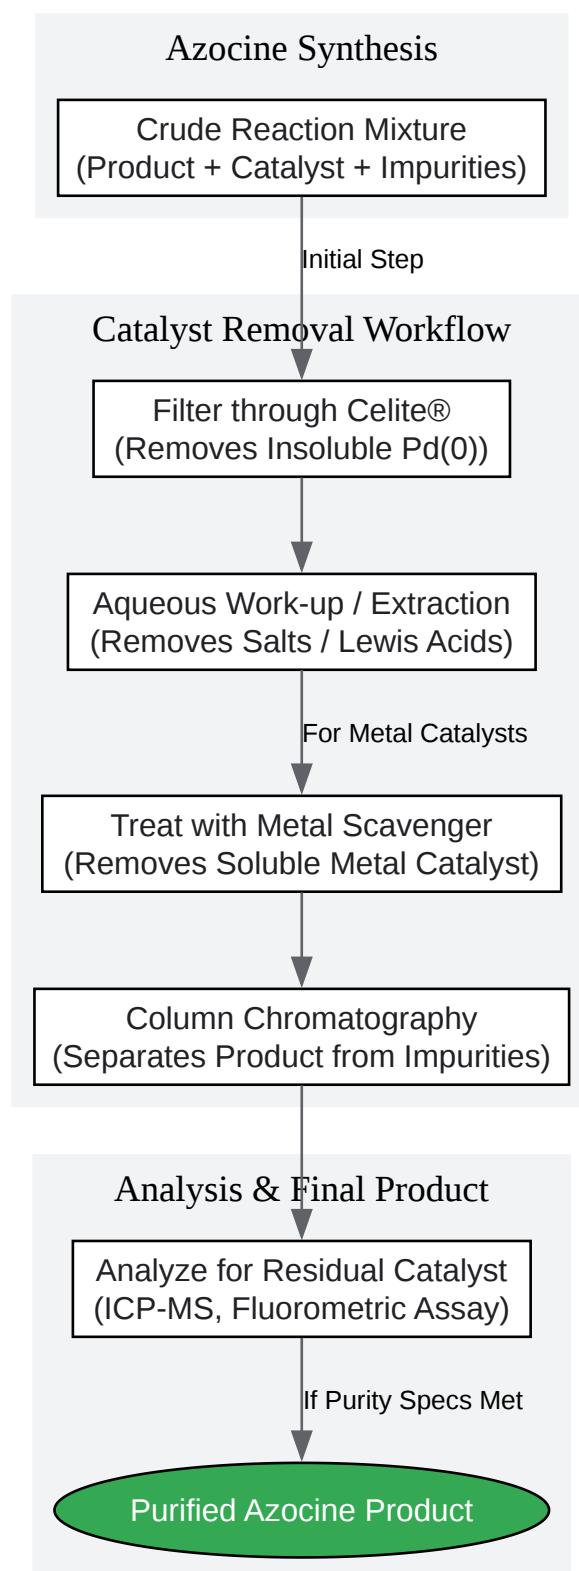 Azocine Synthesis
Crude Reaction Mixture
(Product + Catalyst + Impurities)
Initial Step
Catalyst Removal Workflow
Filter through Celite®
(Removes Insoluble Pd(0))
Aqueous Work-up / Extraction
(Removes Salts / Lewis Acids)
For Metal Catalysts
Treat with Metal Scavenger
(Removes Soluble Metal Catalyst)
Column Chromatography
(Separates Product from Impurities)
Analysis & Final Product
Analyze for Residual Catalyst
(ICP-MS, Fluorometric Assay)
If Purity Specs Met
Purified Azocine Product